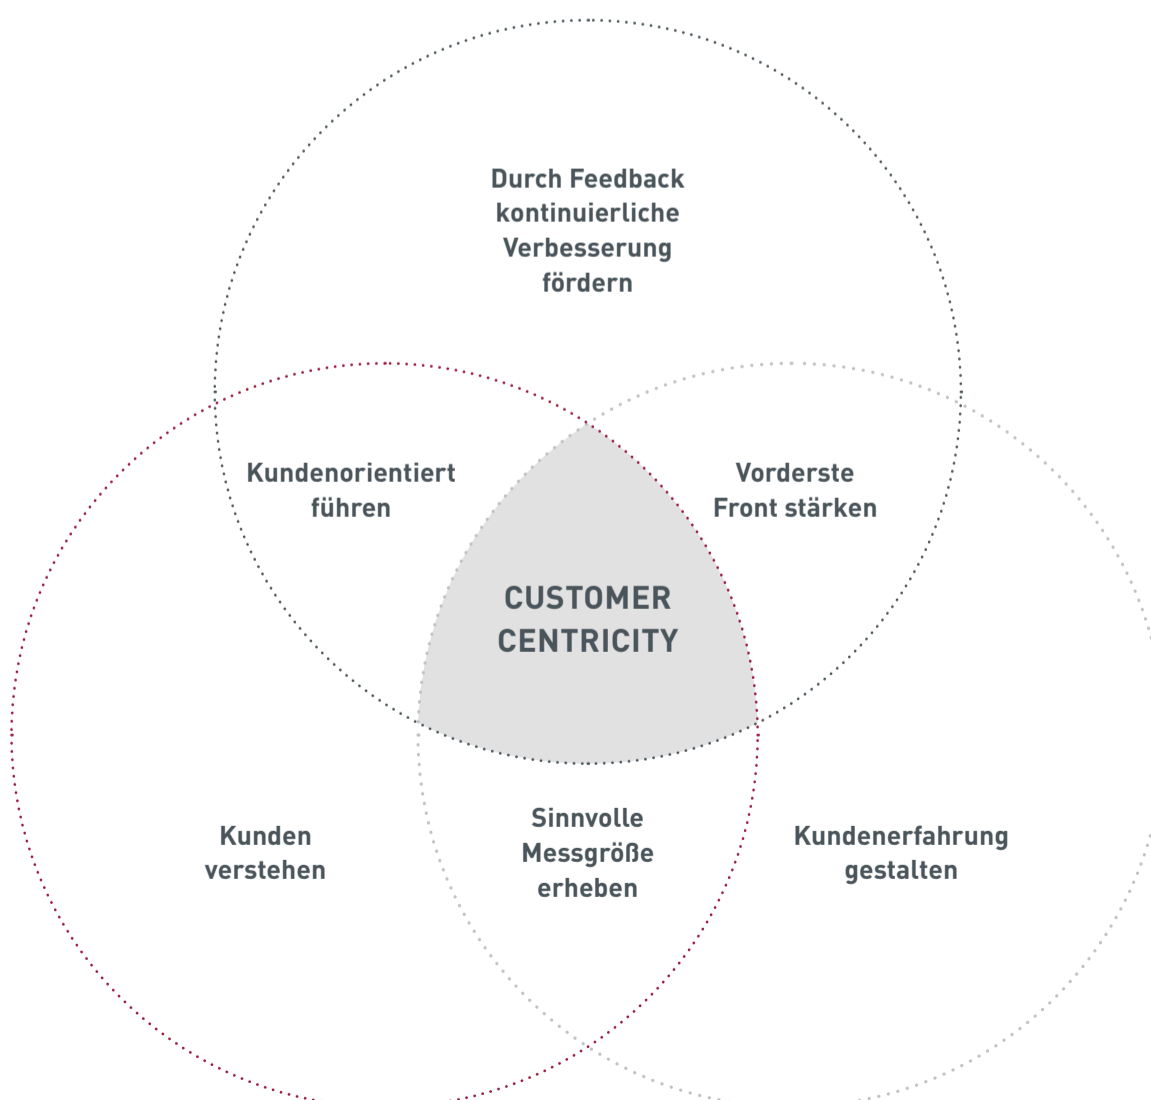 Durch Feedback
kontinuierliche
Verbesserung
fördern
Kundenorientiert
führen
Vorderste
Front stärken
CUSTOMER
CENTRICITY
Kunden
verstehen
Sinnvolle
Messgröße
erheben
Kundenerfahrung
gestalten